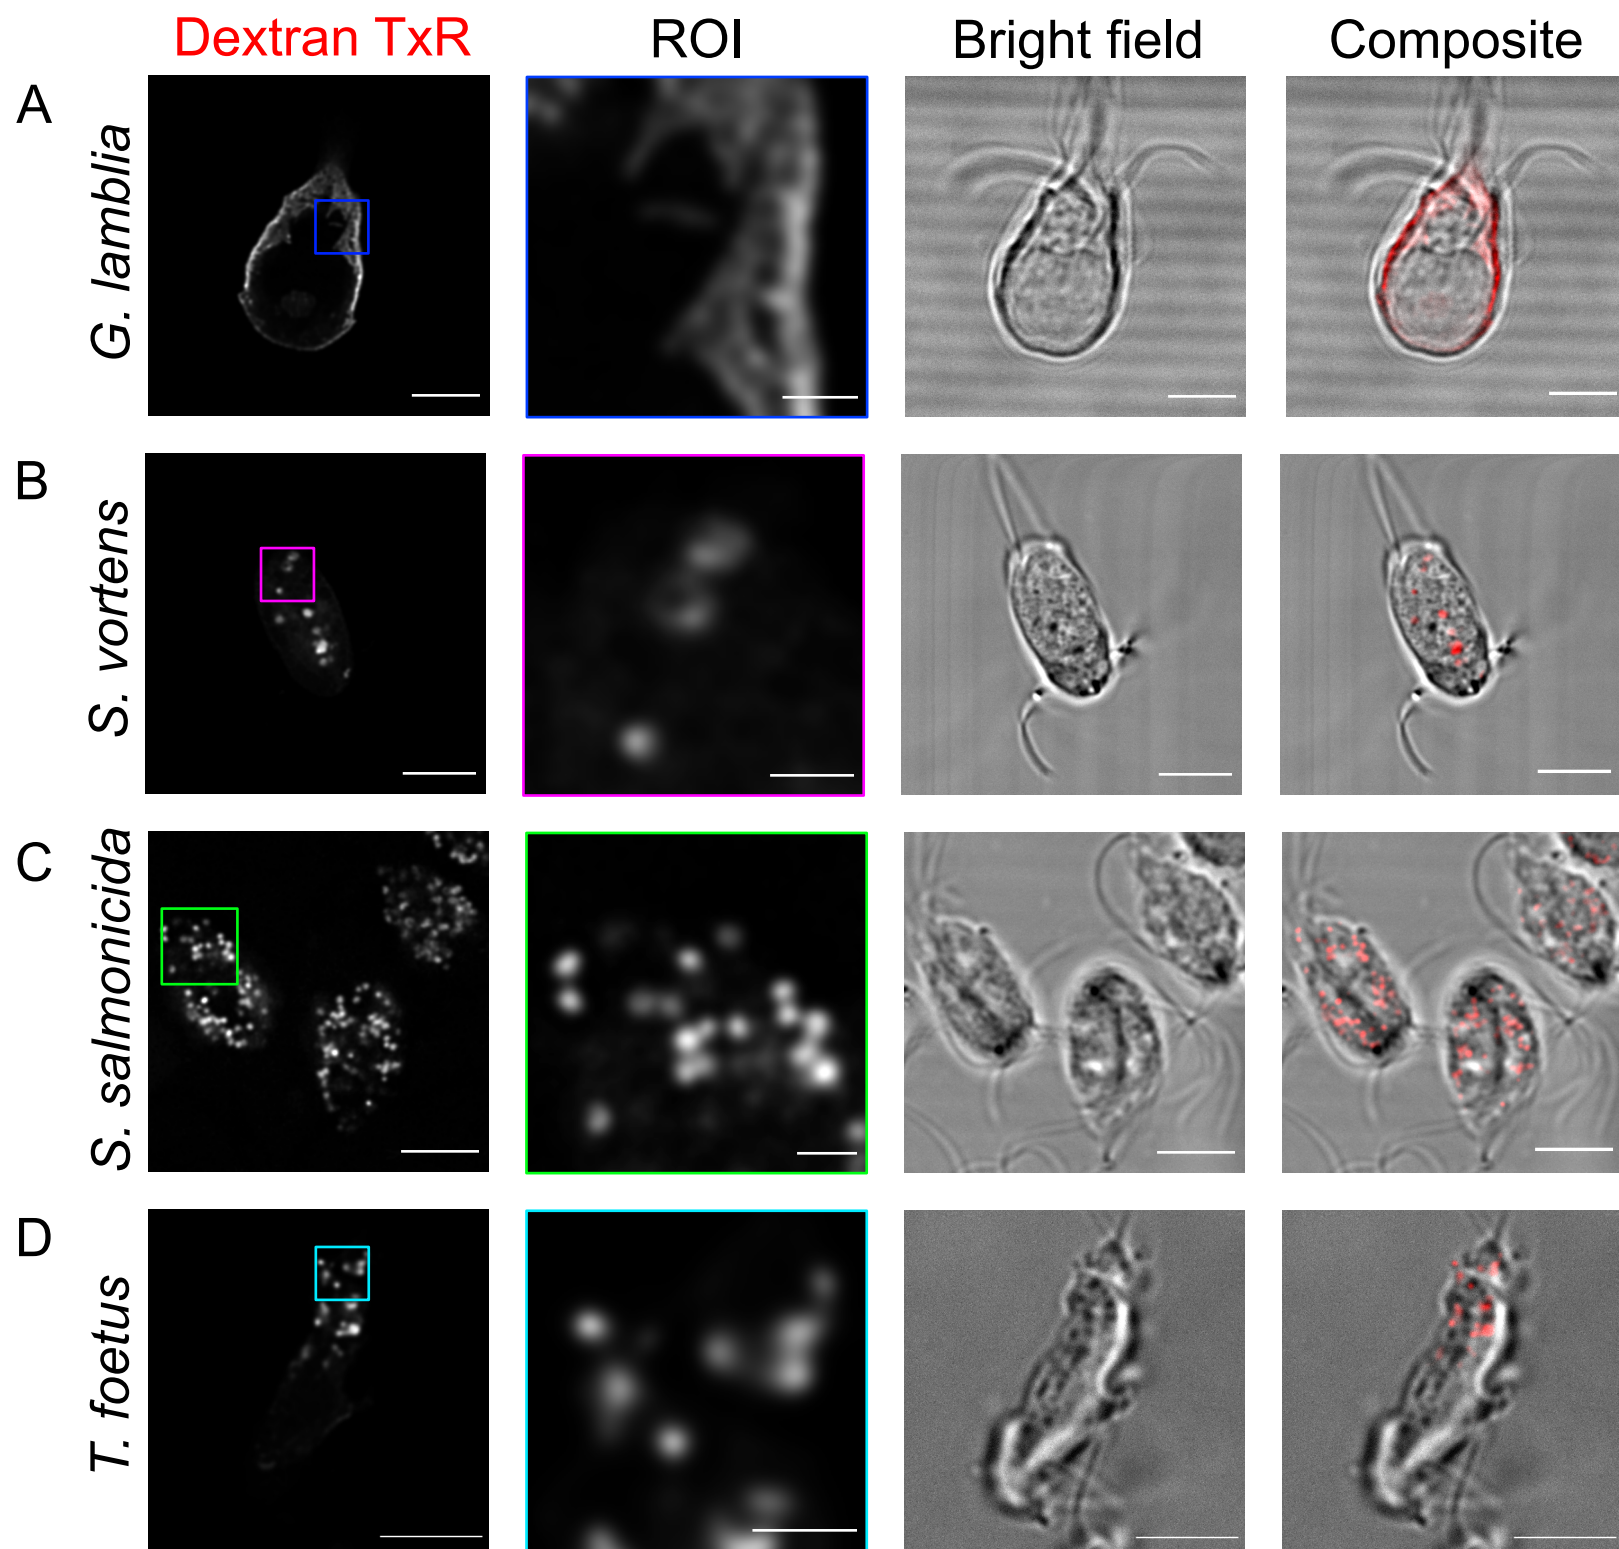 Dextran TxR ROI Bright field Composite
A G. lamblia
B S. vortens
C S. salmonicida
D T. foetus